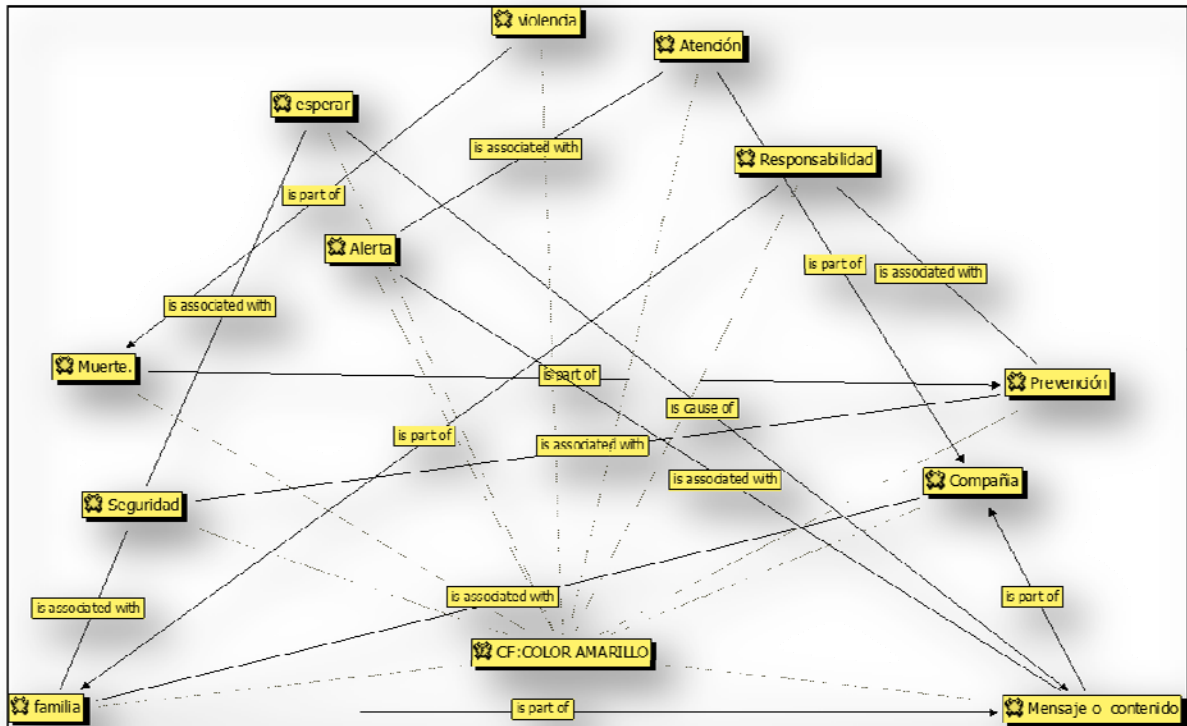 violencia
Atención
esperar
is associated with
Responsabilidad
is part of
Alerta
is part of
is associated with
is associated with
Muerte.
is part of
Prevención
is cause of
is part of
is associated with
is associated with
Compañia
Seguridad
is associated with
is part of
is associated with
CF:COLOR AMARILLO
familia
is part of
Mensaje o contenido